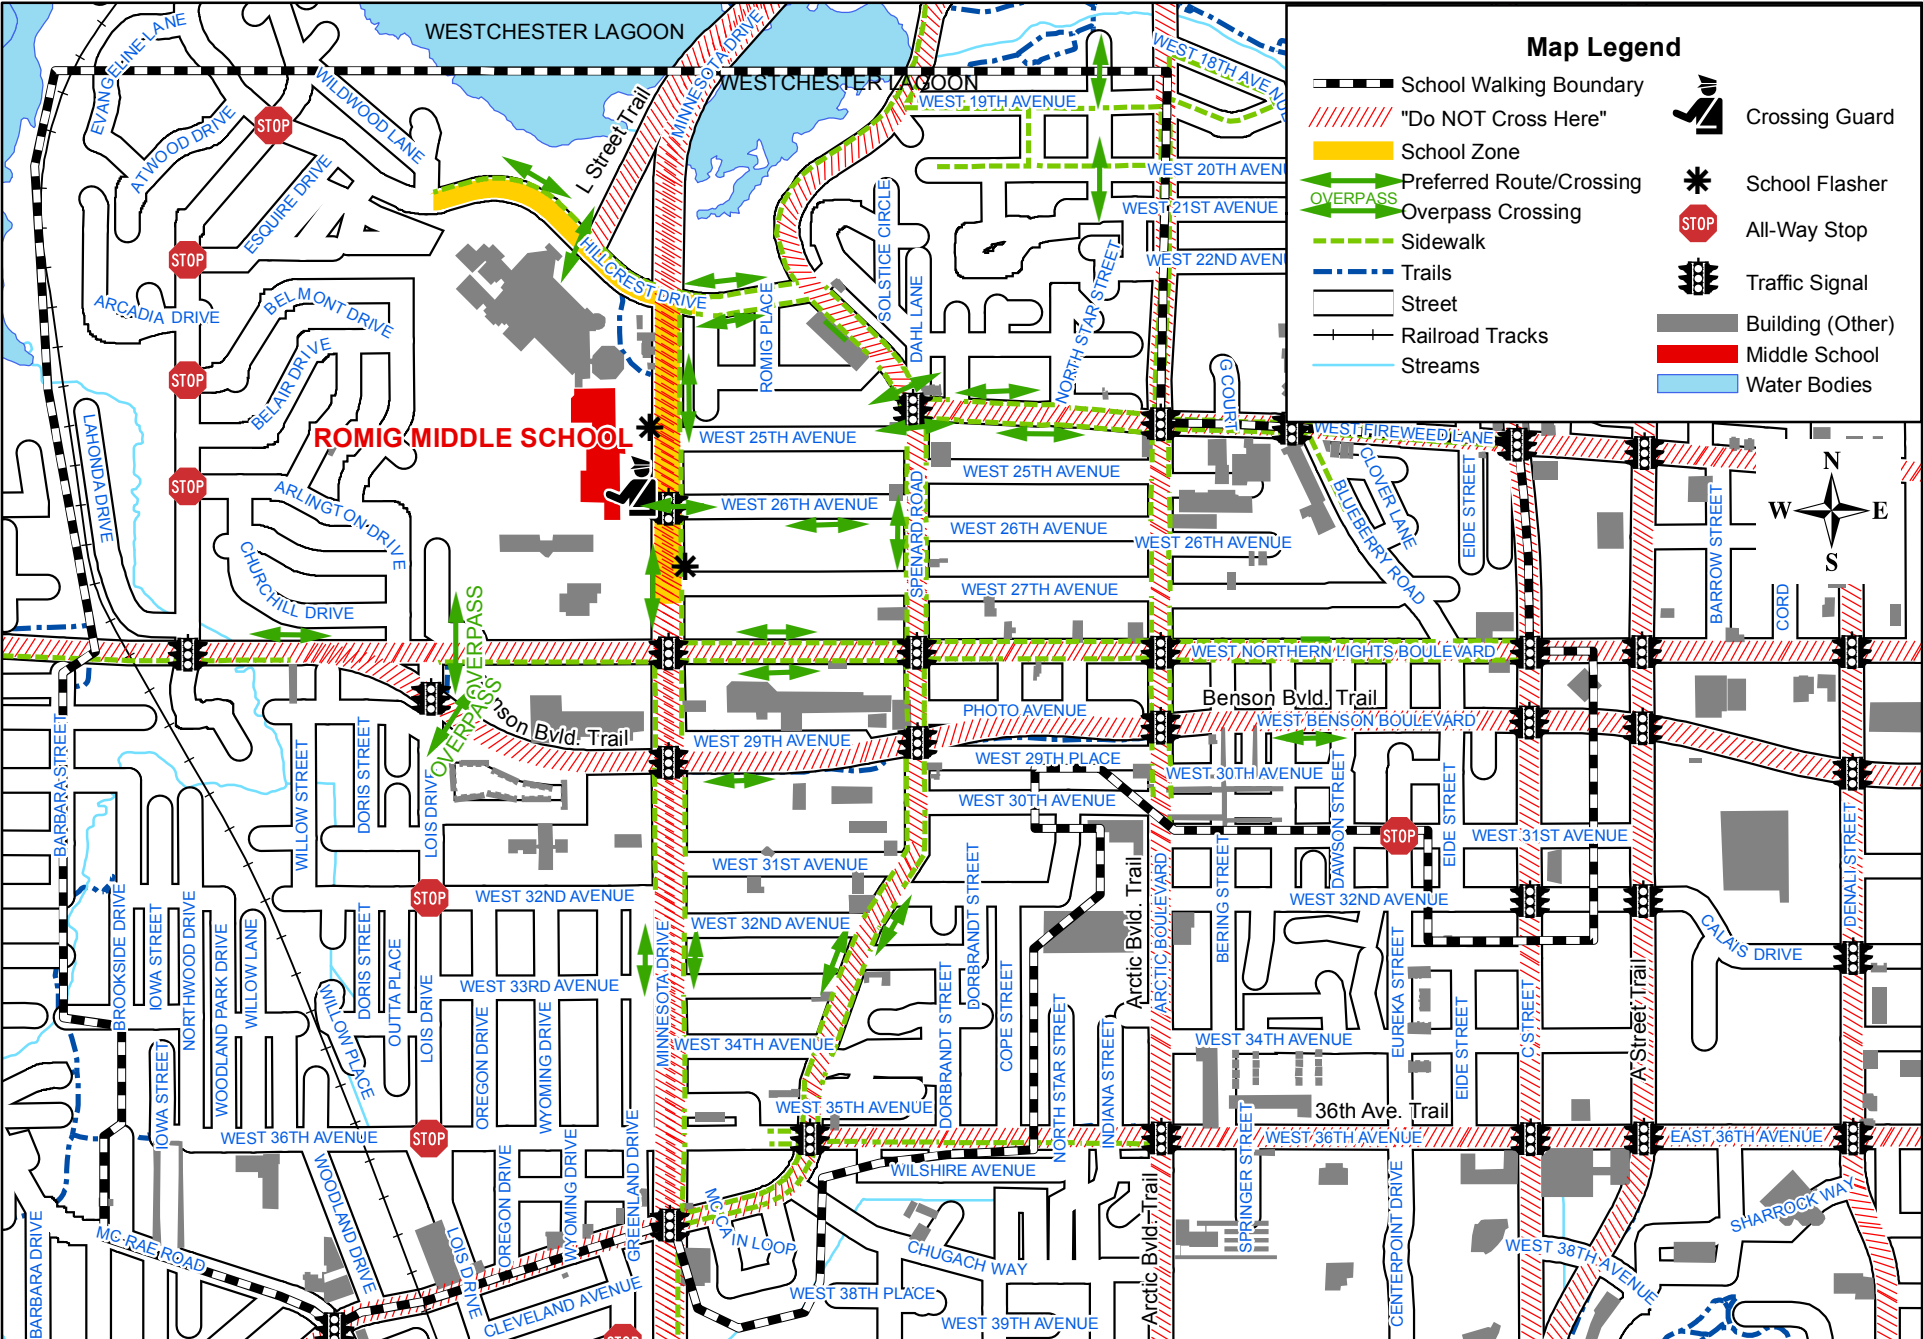 WESTCHESTER LAGOON
WESTCHESTER LAGOON
Map Legend
School Walking Boundary
"Do NOT Cross Here"
School Zone
Preferred Route/Crossing
OVERPASS
Overpass Crossing
Sidewalk
Trails
Street
Railroad Tracks
Streams
Crossing Guard
School Flasher
STOP
All-Way Stop
Traffic Signal
Building (Other)
Middle School
Water Bodies
N
W
E
S
EVANGELINE LANE
WILDWOOD LANE
ATWOOD DRIVE
STOP
ESQUIRE DRIVE
STOP
ARCADIA DRIVE
BELMONT DRIVE
BELAIR DRIVE
STOP
STOP
LAHONDA DRIVE
ARLINGTON DRIVE
CHURCHILL DRIVE
L Street Trail
MINNESOTA DRIVE
HILLCREST DRIVE
ROMIG PLACE
SOLSTICE CIRCLE
DAHL LANE
NORTH STAR STREET
WEST 18TH AVENUE
WEST 19TH AVENUE
WEST 20TH AVENU
WEST 21ST AVENUE
WEST 22ND AVENU
G COURT
WEST FIREWEED LANE
CLOVER LANE
BLUEBERRY ROAD
EIDE STREET
BARROW STREET
CORD
ROMIG MIDDLE SCHOOL
WEST 25TH AVENUE
WEST 25TH AVENUE
WEST 26TH AVENUE
WEST 26TH AVENUE
WEST 26TH AVENUE
WEST 27TH AVENUE
SPENARD ROAD
OVERPASS
OVERPASS
WEST NORTHERN LIGHTS BOULEVARD
Benson Bvld. Trail
nson Bvld. Trail
WEST BENSON BOULEVARD
PHOTO AVENUE
WEST 29TH AVENUE
WEST 29TH PLACE
WEST 30TH AVENUE
WEST 30TH AVENUE
BARBARA STREET
WILLOW STREET
DORIS STREET
LOIS DRIVE
WEST 31ST AVENUE
WEST 31ST AVENUE
STOP
DAWSON STREET
EIDE STREET
BERING STREET
DENALI STREET
STOP
WEST 32ND AVENUE
WEST 32ND AVENUE
WEST 32ND AVENUE
BROOKSIDE DRIVE
IOWA STREET
NORTHWOOD DRIVE
WOODLAND PARK DRIVE
WILLOW LANE
WILLOW PLACE
DORIS STREET
OUTTA PLACE
LOIS DRIVE
WEST 33RD AVENUE
OREGON DRIVE
WYOMING DRIVE
MINNESOTA DRIVE
WEST 34TH AVENUE
WEST 34TH AVENUE
DORBRANDT STREET
DORBRANDT STREET
COPE STREET
NORTH STAR STREET
INDIANA STREET
Arctic Bvld. Trail
ARCTIC BOULEVARD
EUREKA STREET
EIDE STREET
C STREET
A Street Trail
CALAIS DRIVE
WEST 35TH AVENUE
36th Ave. Trail
IOWA STREET
WEST 36TH AVENUE
STOP
WEST 36TH AVENUE
EAST 36TH AVENUE
WILSHIRE AVENUE
WOODLAND DRIVE
LOIS DRIVE
OREGON DRIVE
WYOMING DRIVE
GREENLAND DRIVE
MC CAIN LOOP
CHUGACH WAY
Arctic Bvld. Trail
SPRINGER STREET
CENTERPOINT DRIVE
SHARROCK WAY
WEST 38TH AVENUE
BARBARA DRIVE
MC RAE ROAD
CLEVELAND AVENUE
WEST 38TH PLACE
WEST 39TH AVENUE
STOP